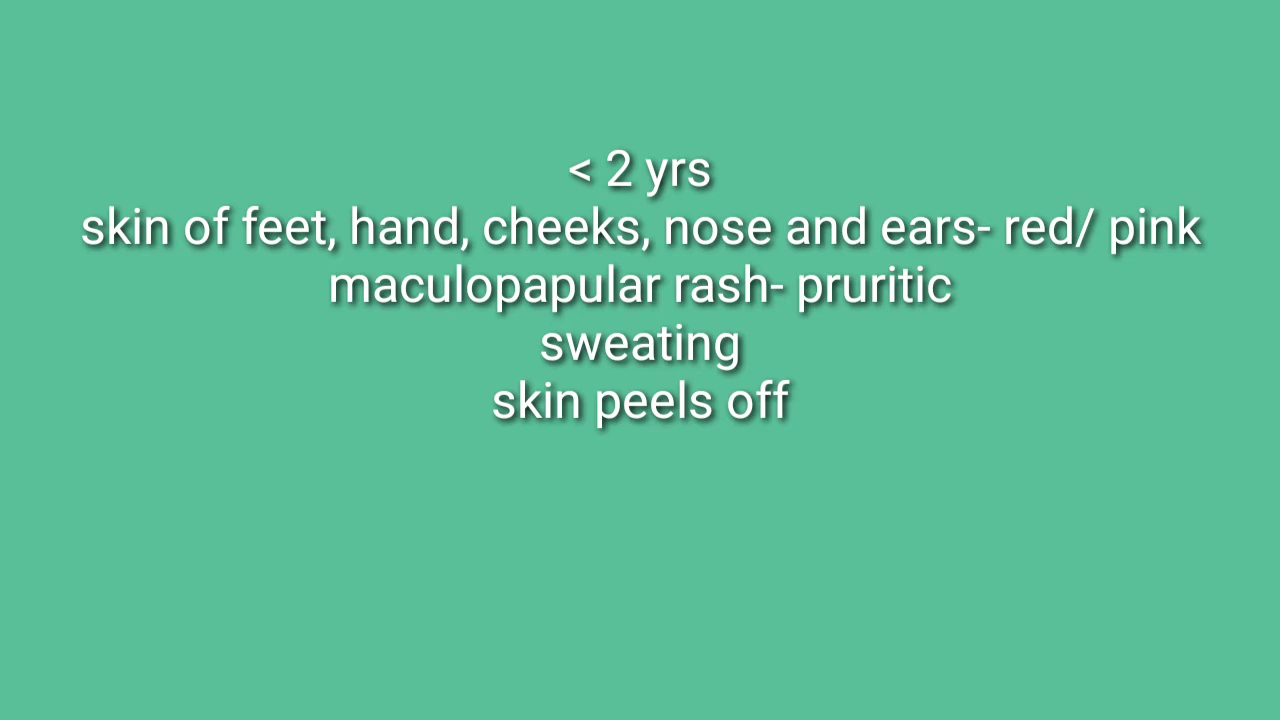 < 2 yrs
skin of feet, hand, cheeks, nose and ears- red/ pink
maculopapular rash- pruritic
sweating
skin peels off